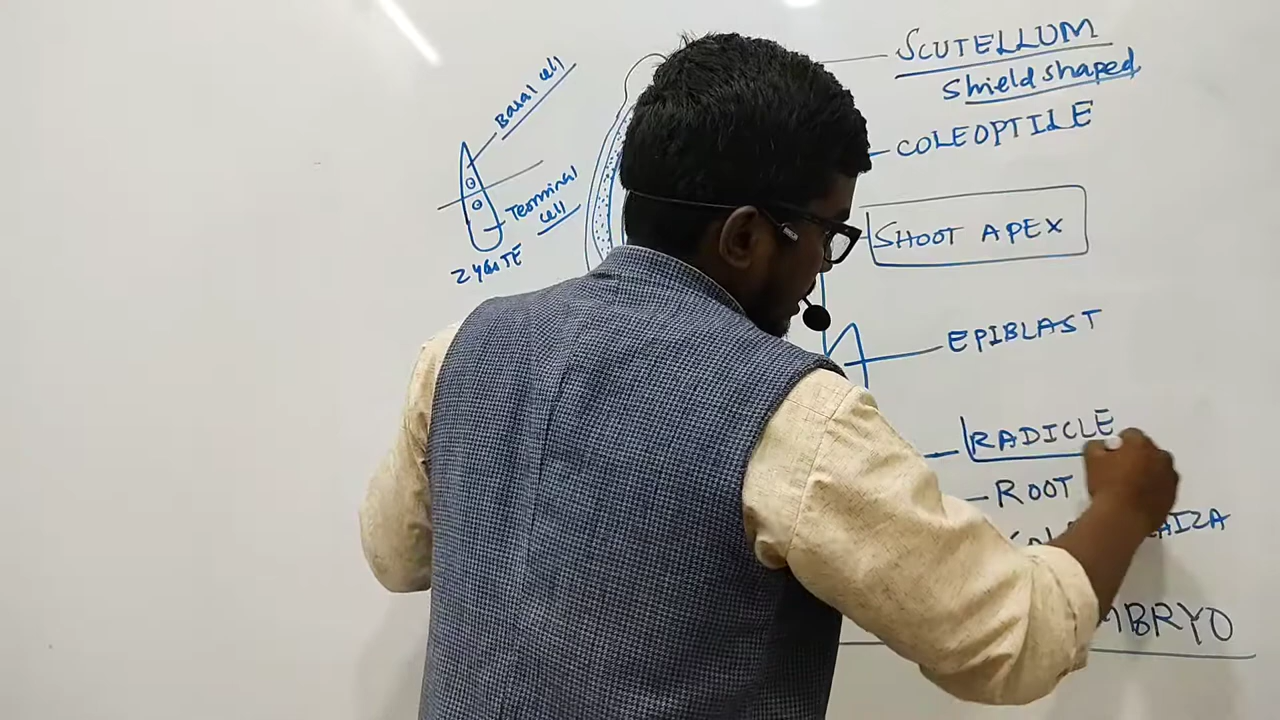 Basal cell
Terminal
cell
ZYGOTE
SCUTELLUM
Shield shaped
COLEOPTILE
SHOOT APEX
EPIBLAST
RADICLE
ROOT